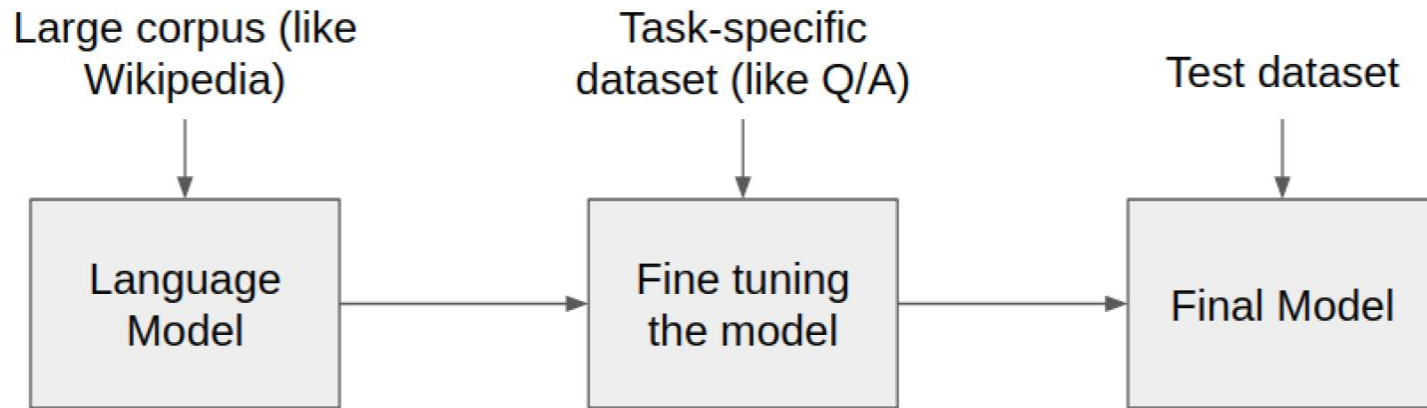 Large corpus (like
Wikipedia)
Task-specific
dataset (like Q/A)
Test dataset
Language
Model
Fine tuning
the model
Final Model